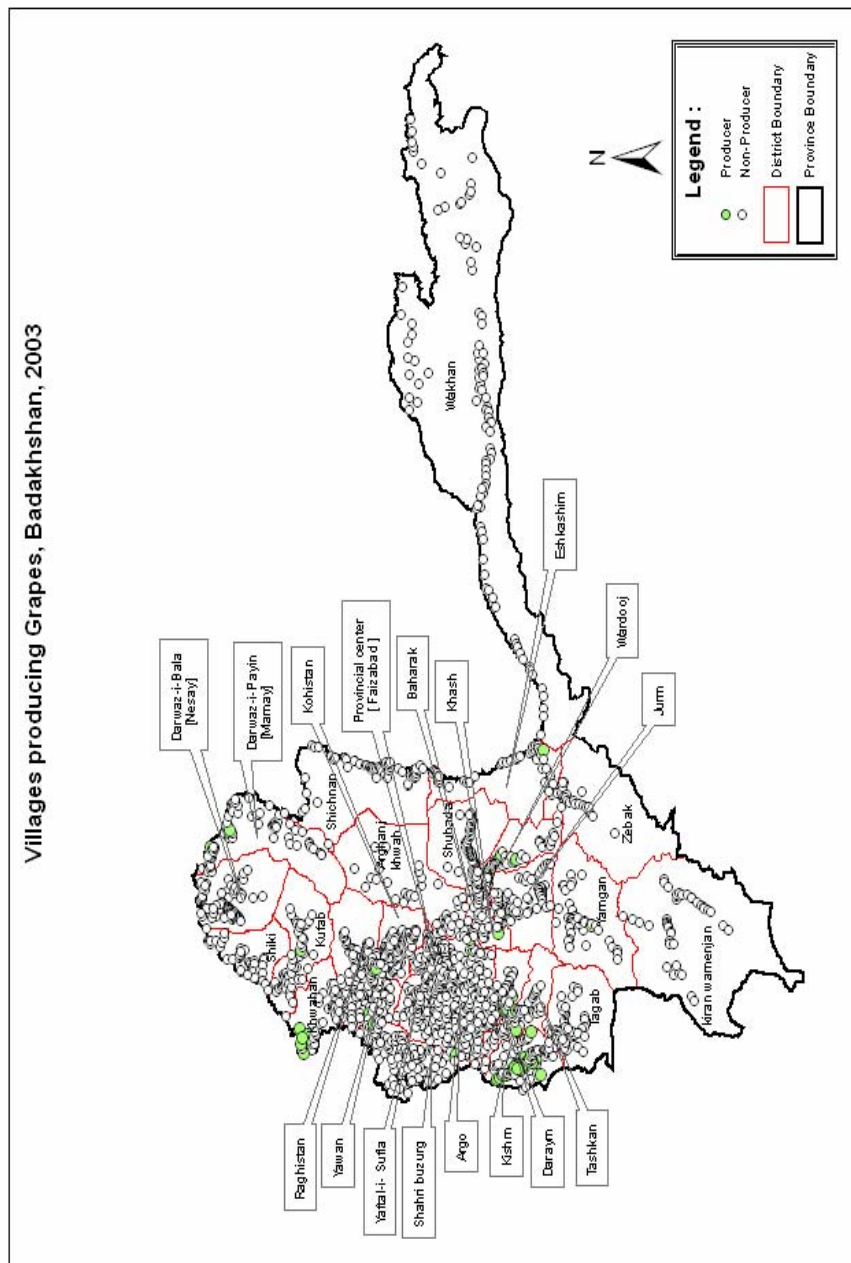 Villages producing Grapes, Badakhshan, 2003
Darwaz-i-Bala
[Nesay]
Darwaz-i-Payin
[Mamay]
Kohistan
Provincial center
[ Faizabad ]
Baharak
Khash
Eshkashim
Wardooj
Jurm
Raghistan
Yawan
Yaftal-i- Sufla
Shahri buzurg
Argo
Kishm
Daraym
Tashkan
Shiki
Kufab
Khwahan
Shighnan
Arghanj
khwah
Shuhada
Wakhan
Zebak
Yamgan
Tagab
kiran wamenjan
N
Legend :
Producer
Non-Producer
District Boundary
Province Boundary